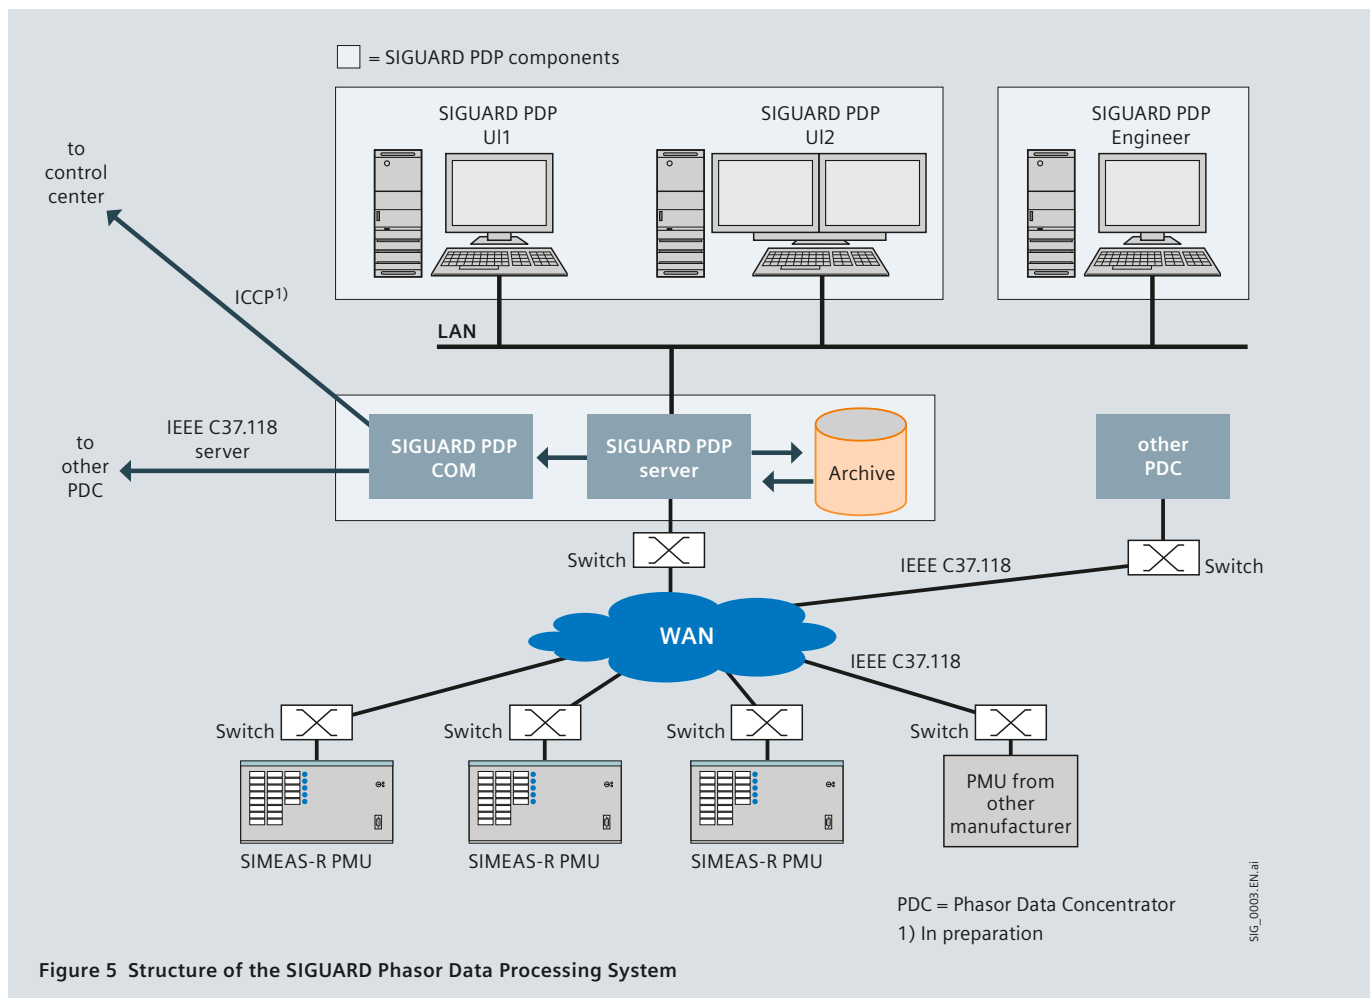 = SIGUARD PDP components
SIGUARD PDP
UI1
SIGUARD PDP
UI2
SIGUARD PDP
Engineer
to
control
center
ICCP1)
LAN
IEEE C37.118
server
to
other
PDC
SIGUARD PDP
COM
SIGUARD PDP
server
Archive
other
PDC
Switch
IEEE C37.118
Switch
WAN
IEEE C37.118
Switch
Switch
Switch
Switch
SIMEAS-R PMU
SIMEAS-R PMU
SIMEAS-R PMU
PMU from
other
manufacturer
PDC = Phasor Data Concentrator
1) In preparation
SIG_0003.EN.ai
Figure 5 Structure of the SIGUARD Phasor Data Processing System